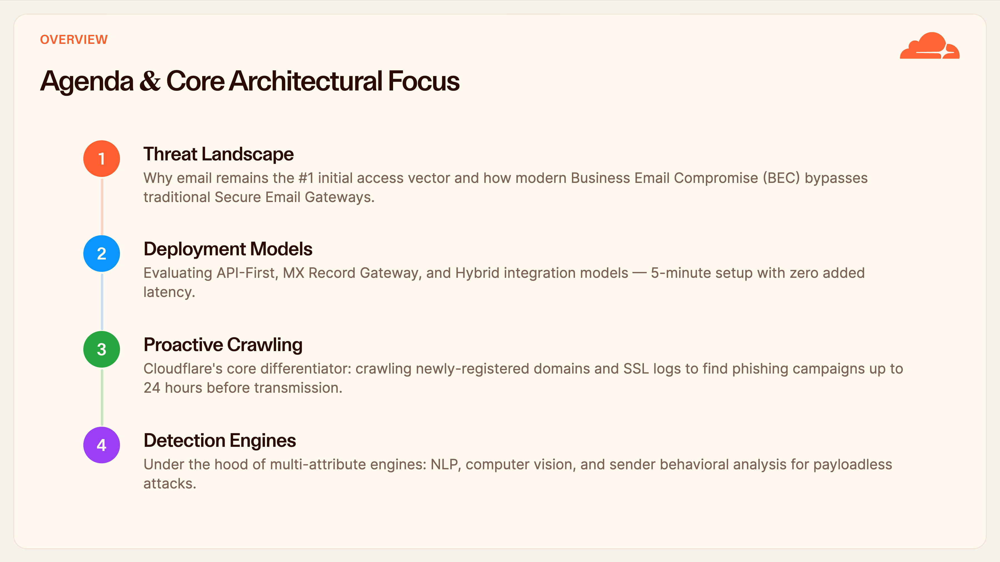 OVERVIEW
Agenda & Core Architectural Focus
1
Threat Landscape
Why email remains the #1 initial access vector and how modern Business Email Compromise (BEC) bypasses
traditional Secure Email Gateways.
2
Deployment Models
Evaluating API-First, MX Record Gateway, and Hybrid integration models — 5-minute setup with zero added
latency.
3
Proactive Crawling
Cloudflare's core differentiator: crawling newly-registered domains and SSL logs to find phishing campaigns up to
24 hours before transmission.
4
Detection Engines
Under the hood of multi-attribute engines: NLP, computer vision, and sender behavioral analysis for payloadless
attacks.